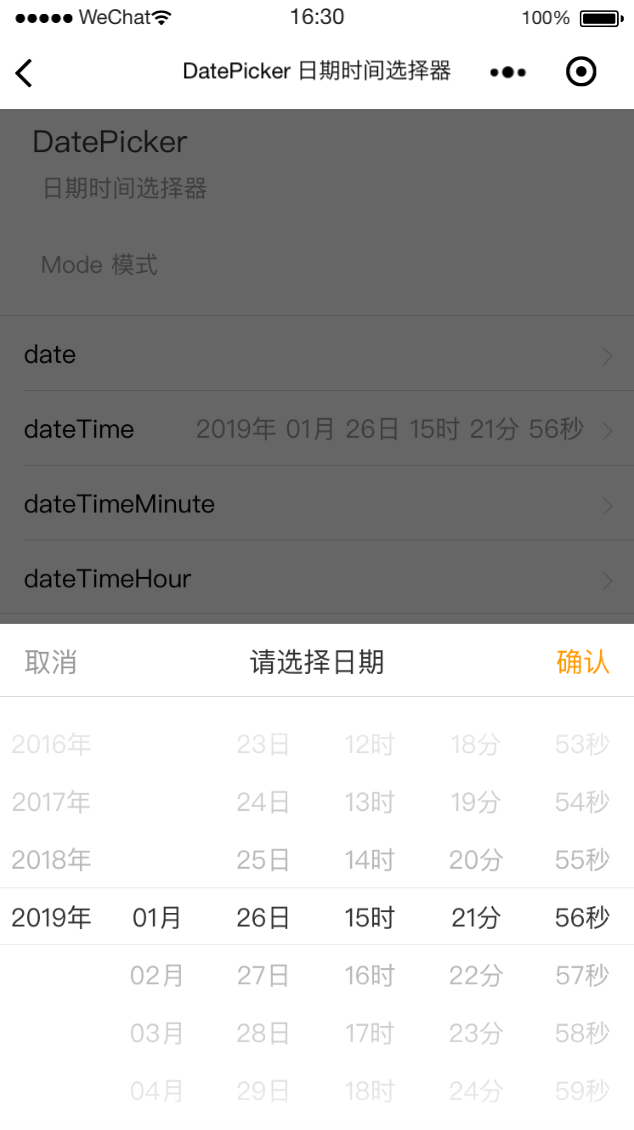 WeChat 16:30 100%
DatePicker 日期时间选择器
DatePicker
日期时间选择器
Mode 模式
date
dateTime 2019年 01月 26日 15时 21分 56秒
dateTimeMinute
dateTimeHour
取消 请选择日期 确认
2016年 23日 12时 18分 53秒
2017年 24日 13时 19分 54秒
2018年 25日 14时 20分 55秒
2019年 01月 26日 15时 21分 56秒
02月 27日 16时 22分 57秒
03月 28日 17时 23分 58秒
04月 29日 18时 24分 59秒